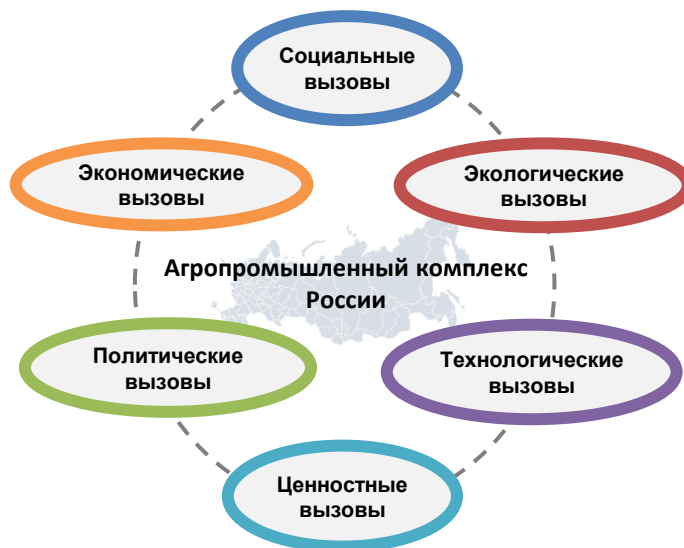 Социальные
вызовы
Экономические
вызовы
Экологические
вызовы
Агропромышленный комплекс
России
Политические
вызовы
Технологические
вызовы
Ценностные
вызовы